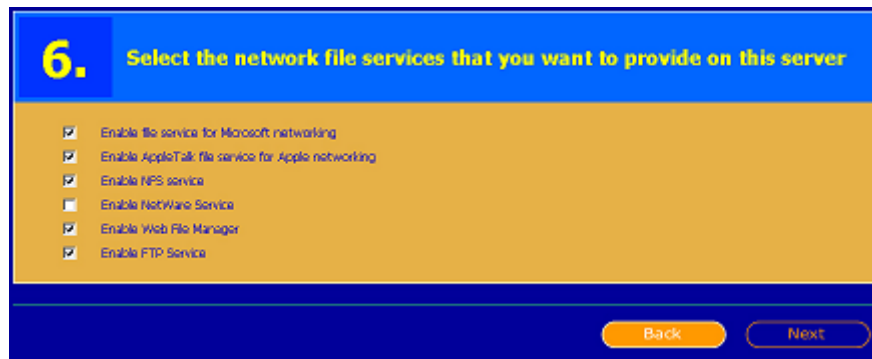 6.
Select the network file services that you want to provide on this server
Enable file service for Microsoft networking
Enable AppleTalk file service for Apple networking
Enable NFS service
Enable NetWare Service
Enable Web File Manager
Enable FTP Service
Back
Next